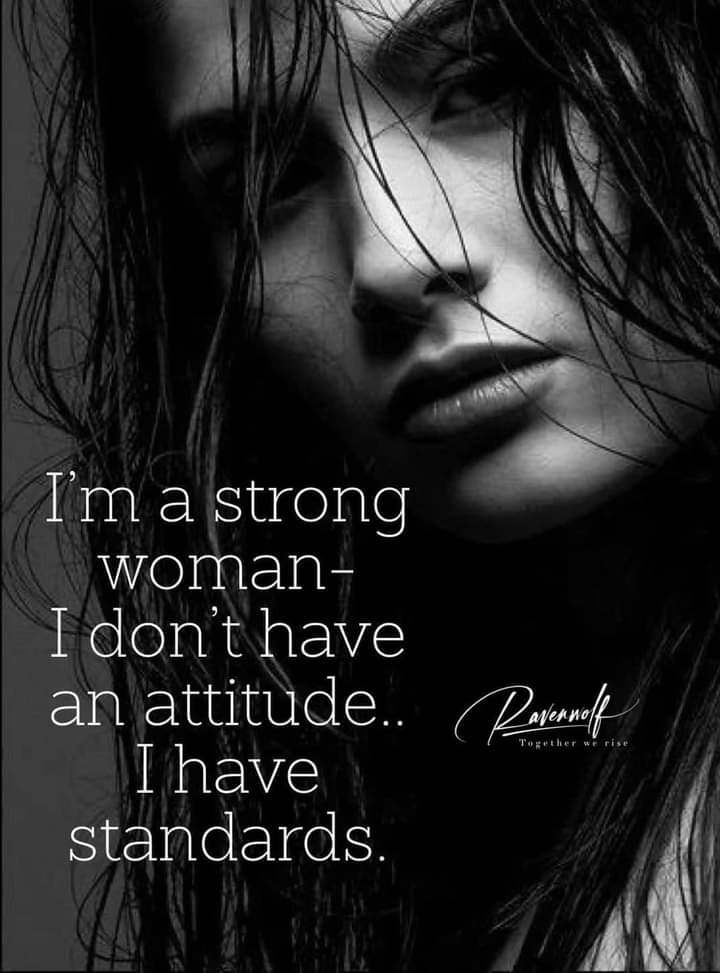 I'm a strong
woman-
I don't have
an attitude..
I have
standards.
Ravenwolf
Together we rise